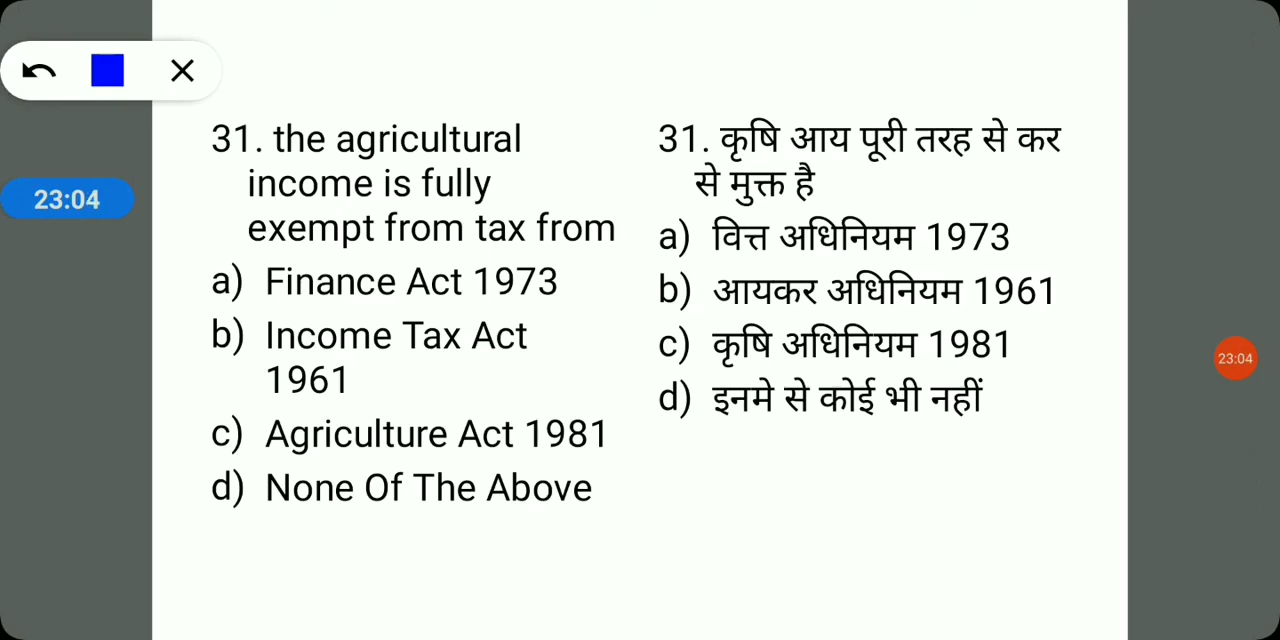 23:04
31. the agricultural
income is fully
exempt from tax from
a) Finance Act 1973
b) Income Tax Act
1961
c) Agriculture Act 1981
d) None Of The Above
31. कृषि आय पूरी तरह से कर
से मुक्त है
a) वित्त अधिनियम 1973
b) आयकर अधिनियम 1961
c) कृषि अधिनियम 1981
d) इनमे से कोई भी नहीं
23:04